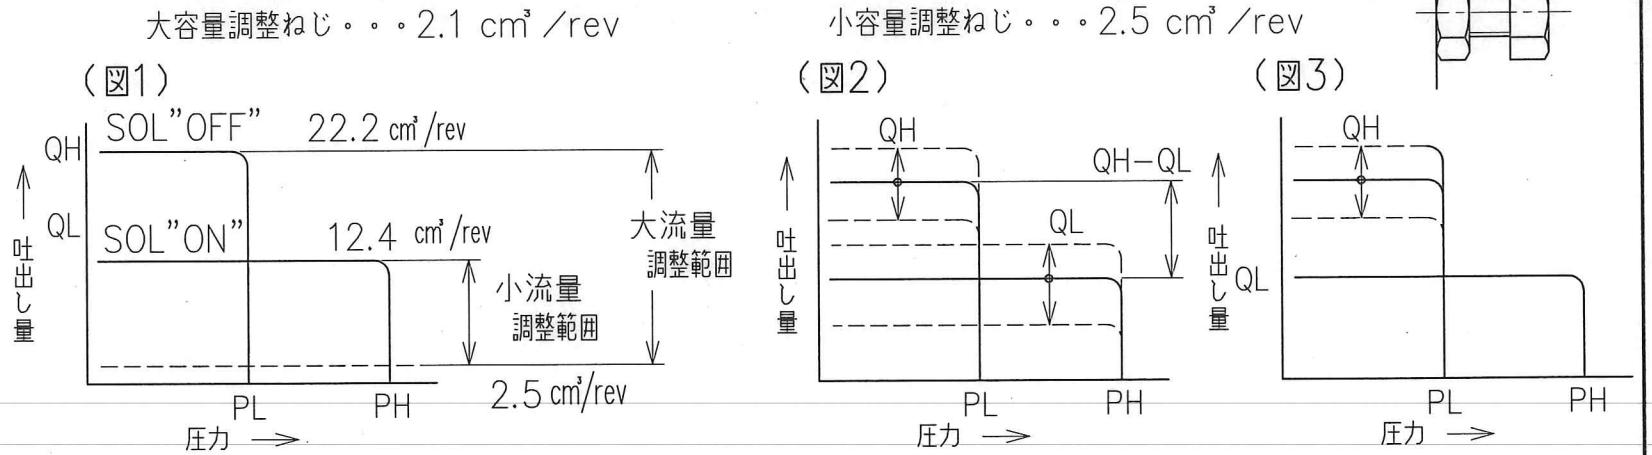 大容量調整ねじ・・・2.1 cm³/rev
小容量調整ねじ・・・2.5 cm³/rev
（図1）
QH
SOL”OFF”
22.2 cm³/rev
QL
SOL”ON”
12.4 cm³/rev
大流量
調整範囲
小流量
調整範囲
2.5 cm³/rev
吐出し量
PL
PH
圧力
（図2）
QH
QH−QL
QL
吐出し量
PL
PH
圧力
（図3）
QH
QL
吐出し量
PL
PH
圧力